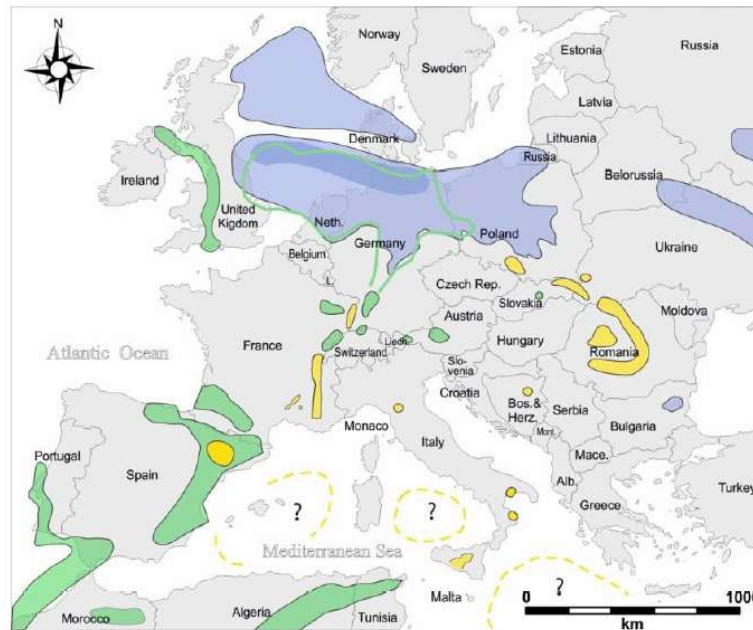 Norway
Sweden
Estonia
Russia
Latvia
Denmark
Lithuania
Russia
Belorussia
Ireland
United
Kigdom
Neth.
Germany
Poland
Belgium
L.
Ukraine
Czech Rep.
Slovakia
Moldova
Austria
France
Liech.
Switzerland
Hungary
Romania
Atlantic Ocean
Slo-
venia
Croatia
Bos.&
Herz.
Serbia
Monaco
Italy
Mont.
Bulgaria
Portugal
Spain
Mace.
Alb.
Turkey
Greece
?
?
Mediterranean Sea
?
Malta
0
1000
km
Morocco
Algeria
Tunisia